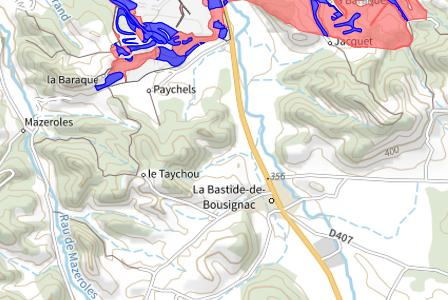 Jacquet
la Baraque
Paychels
Mazeroles
400
le Taychou
356
La Bastide-de-
Bousignac
D407
Rau de Mazeroles